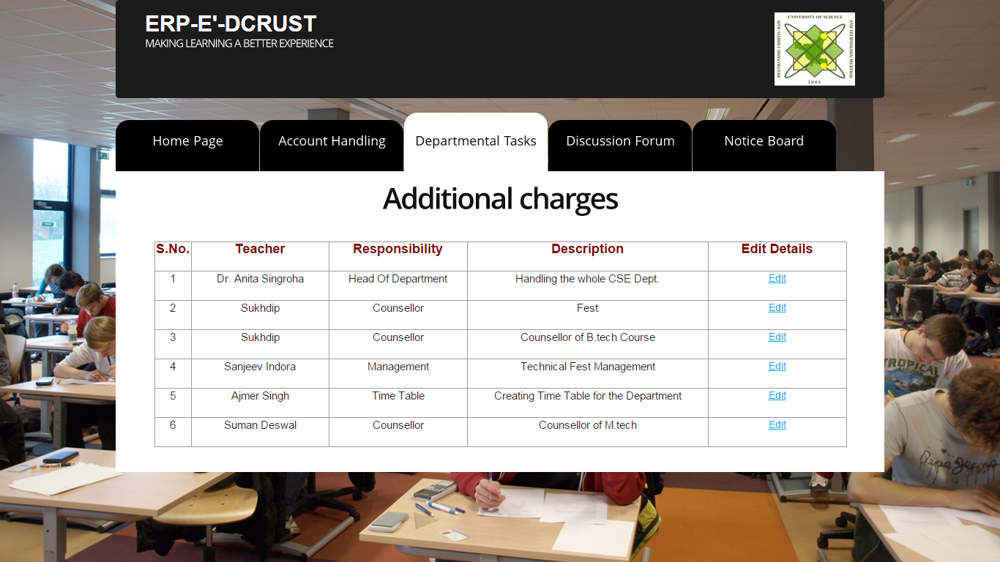 ERP-E'-DCRUST
MAKING LEARNING A BETTER EXPERIENCE
UNIVERSITY OF SCIENCE
AND TECHNOLOGY, MURTHAL
DEENBANDHU CHHOTU RAM
2006
Home Page Account Handling Departmental Tasks Discussion Forum Notice Board
Additional charges
S.No. Teacher Responsibility Description Edit Details
1 Dr. Anita Singroha Head Of Department Handling the whole CSE Dept. Edit
2 Sukhdip Counsellor Fest Edit
3 Sukhdip Counsellor Counsellor of B.tech Course Edit
4 Sanjeev Indora Management Technical Fest Management Edit
5 Ajmer Singh Time Table Creating Time Table for the Department Edit
6 Suman Deswal Counsellor Counsellor of M.tech Edit
TROPICAL